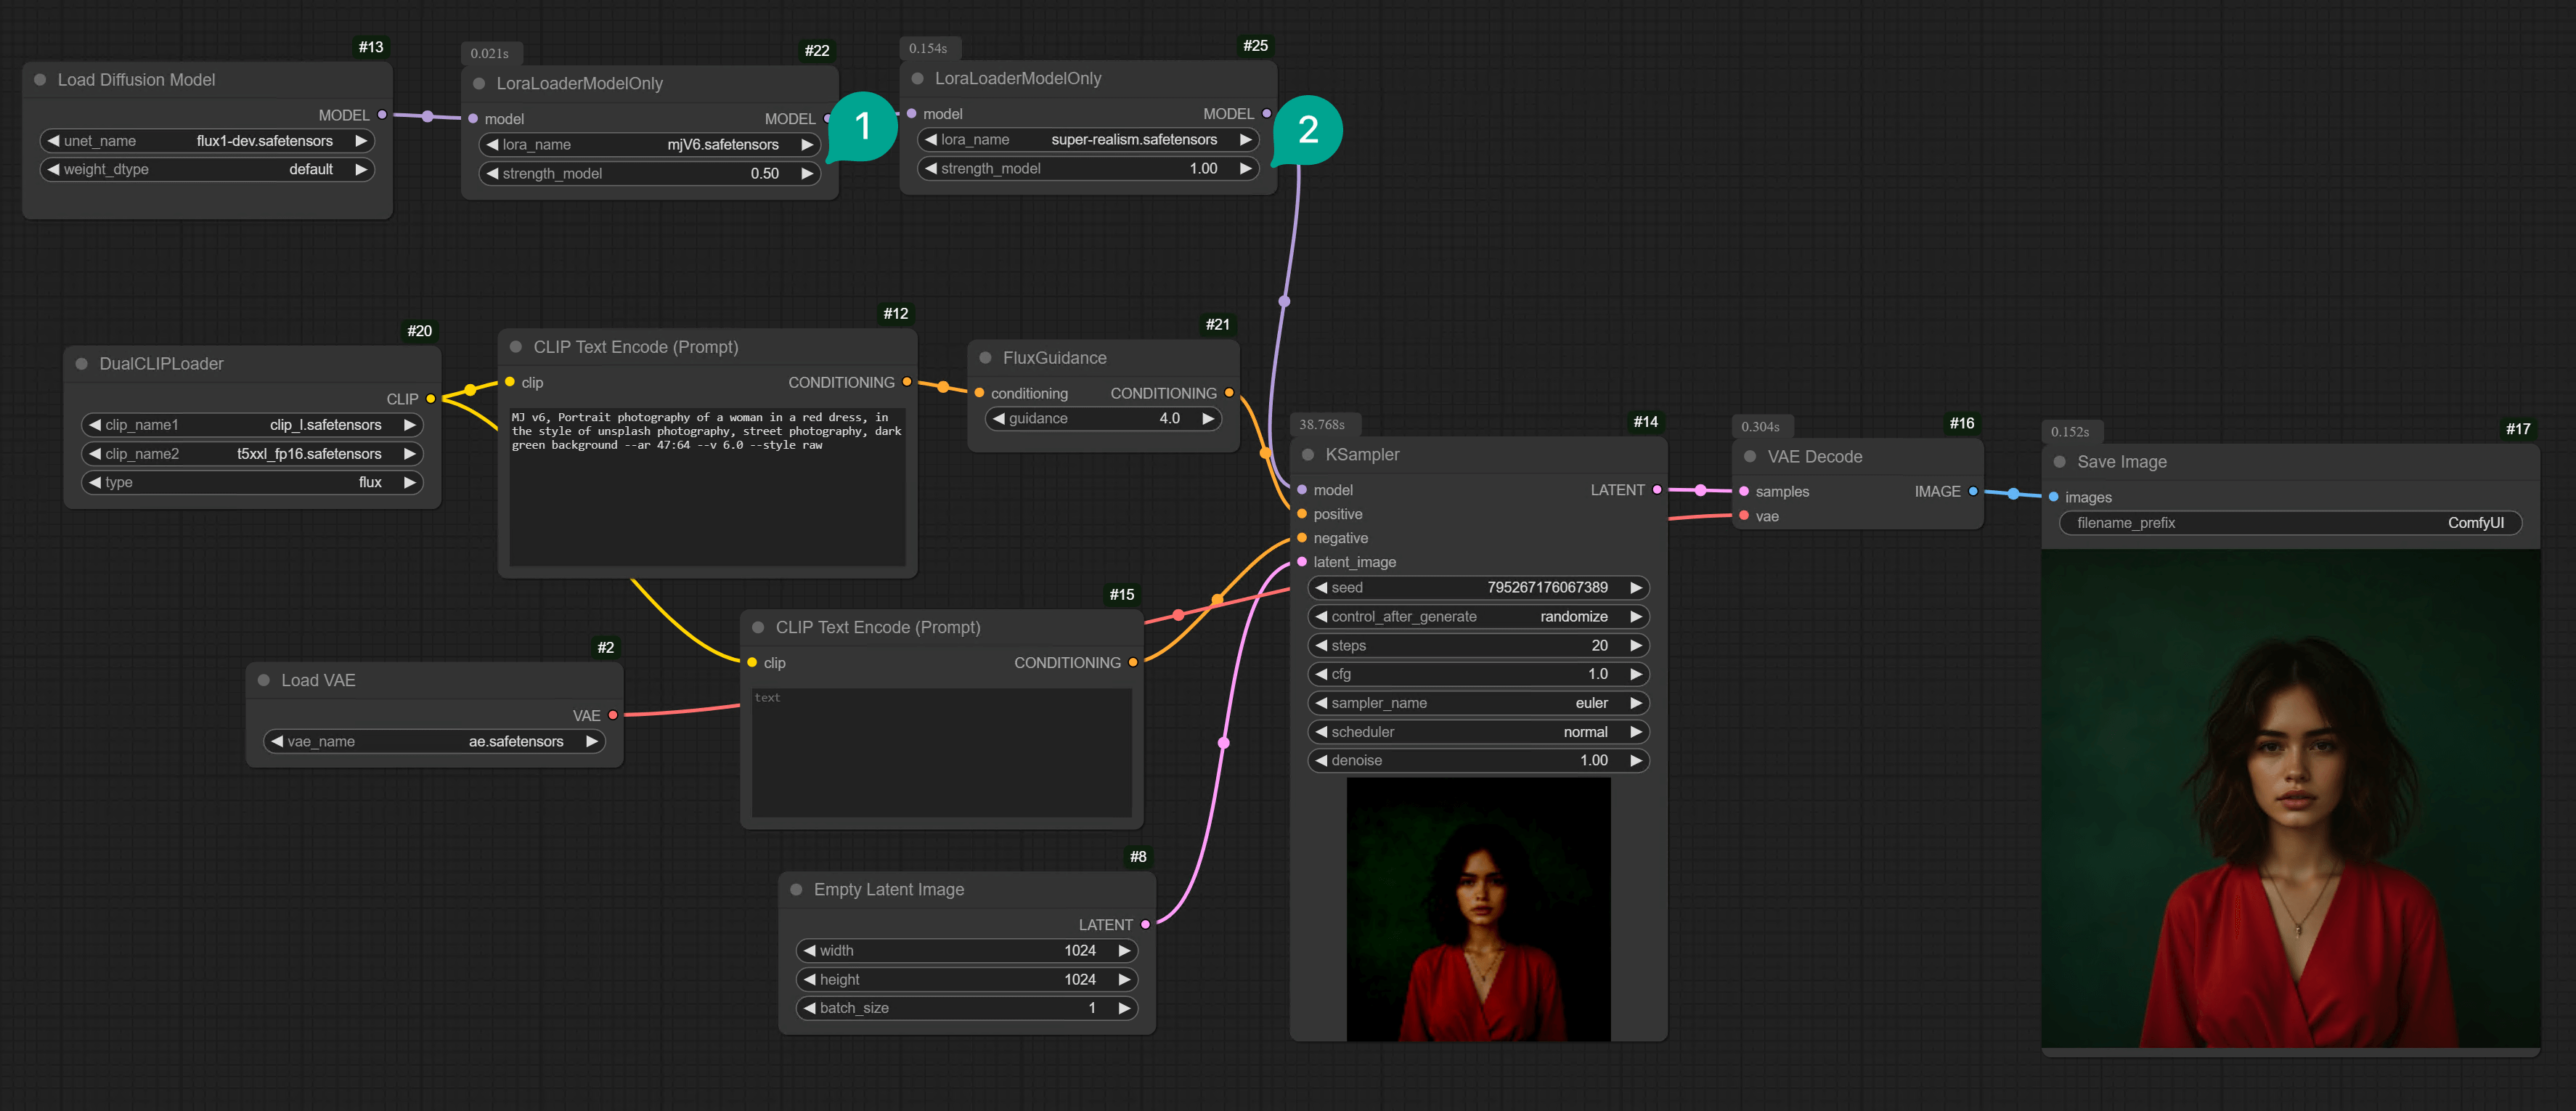 #13
Load Diffusion Model
MODEL
unet_name flux1-dev.safetensors
weight_dtype default
0.021s
#22
LoraLoaderModelOnly
model MODEL
lora_name mjV6.safetensors
strength_model 0.50
1
0.154s
#25
LoraLoaderModelOnly
model MODEL
lora_name super-realism.safetensors
strength_model 1.00
2
#20
DualCLIPLoader
CLIP
clip_name1 clip_l.safetensors
clip_name2 t5xxl_fp16.safetensors
type flux
#12
CLIP Text Encode (Prompt)
clip CONDITIONING
MJ v6, Portrait photography of a woman in a red dress, in
the style of unsplash photography, street photography, dark
green background --ar 47:64 --v 6.0 --style raw
#21
FluxGuidance
conditioning CONDITIONING
guidance 4.0
#2
Load VAE
VAE
vae_name ae.safetensors
#15
CLIP Text Encode (Prompt)
clip CONDITIONING
text
#8
Empty Latent Image
LATENT
width 1024
height 1024
batch_size 1
38.768s
#14
KSampler
model LATENT
positive
negative
latent_image
seed 795267176067389
control_after_generate randomize
steps 20
cfg 1.0
sampler_name euler
scheduler normal
denoise 1.00
0.304s
#16
VAE Decode
samples IMAGE
vae
0.152s
#17
Save Image
images
filename_prefix ComfyUI